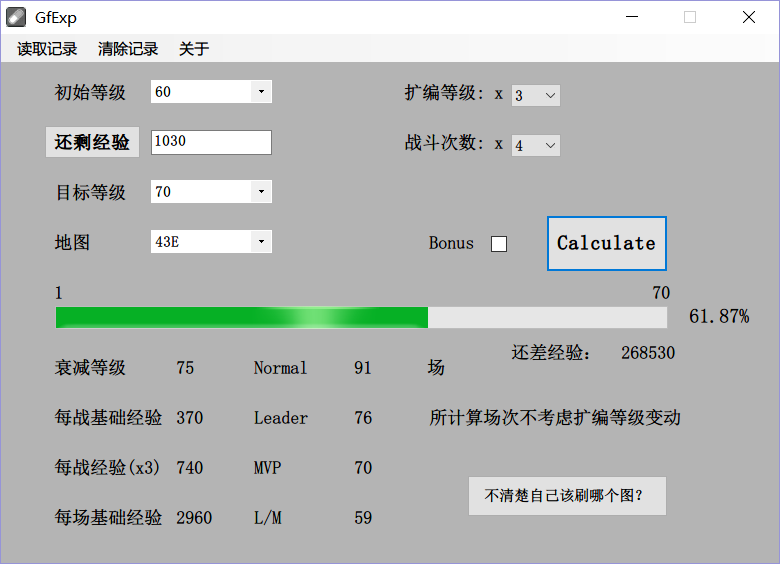 GfExp
读取记录 清除记录 关于
初始等级 60 扩编等级: x 3
还剩经验 1030 战斗次数: x 4
目标等级 70
地图 43E Bonus Calculate
1 70
61.87%
还差经验: 268530
衰减等级 75 Normal 91 场
每战基础经验 370 Leader 76 所计算场次不考虑扩编等级变动
每战经验(x3) 740 MVP 70
不清楚自己该刷哪个图?
每场基础经验 2960 L/M 59